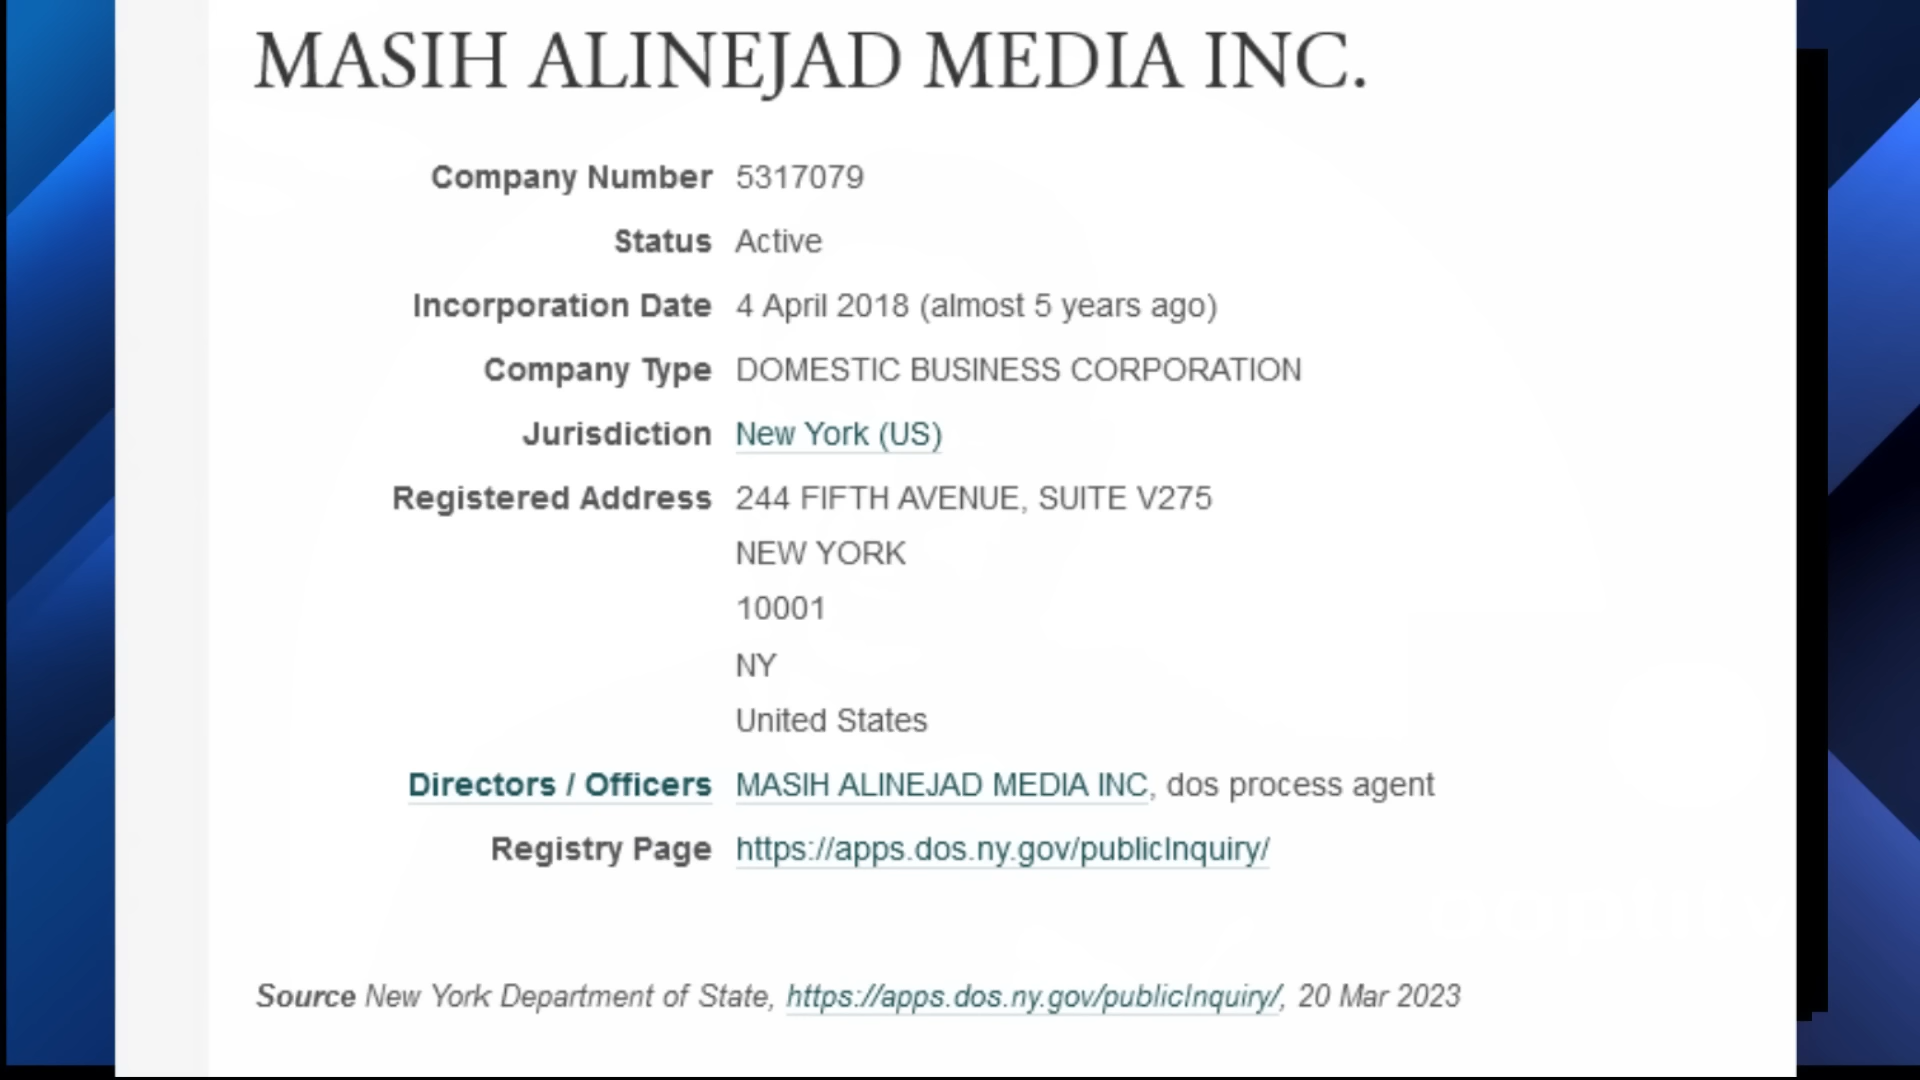 MASIH ALINEJAD MEDIA INC.
Company Number 5317079
Status Active
Incorporation Date 4 April 2018 (almost 5 years ago)
Company Type DOMESTIC BUSINESS CORPORATION
Jurisdiction New York (US)
Registered Address 244 FIFTH AVENUE, SUITE V275
NEW YORK
10001
NY
United States
Directors / Officers MASIH ALINEJAD MEDIA INC, dos process agent
Registry Page https://apps.dos.ny.gov/publicInquiry/
Source New York Department of State, https://apps.dos.ny.gov/publicInquiry/, 20 Mar 2023